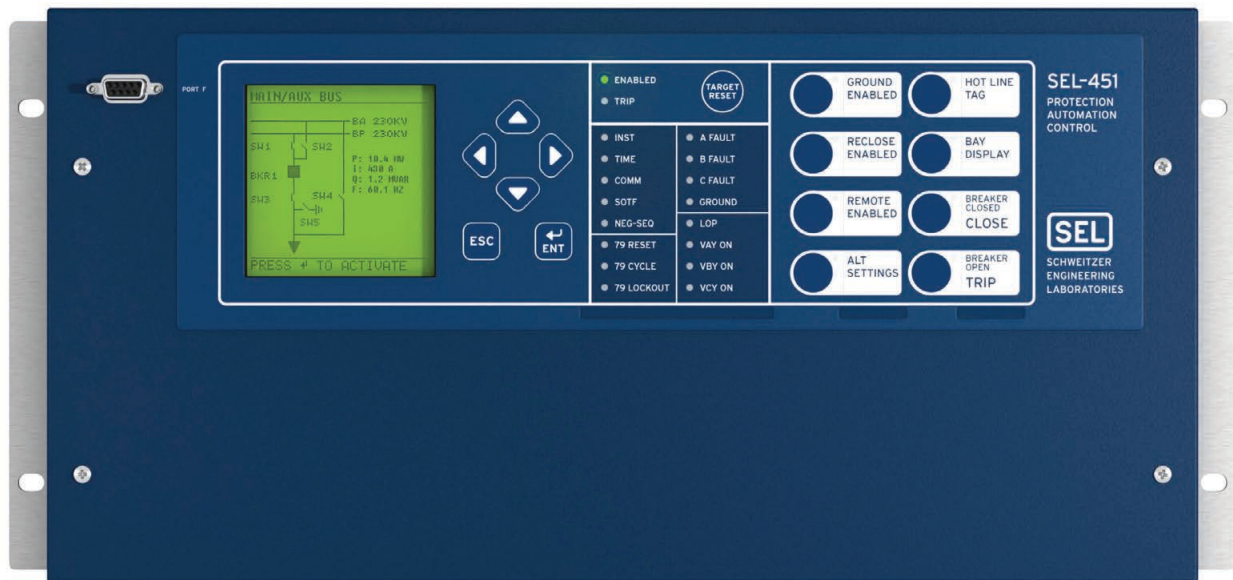 PORT F
MAIN/AUX BUS
BA 230KV
BP 230KV
SW1
SW2
P: 10.4 MW
I: 400 A
Q: 1.2 MVAR
F: 60.1 HZ
BKR1
SW3
SW4
SW5
PRESS ↵ TO ACTIVATE
ESC
ENT
ENABLED
TRIP
TARGET
RESET
INST
TIME
COMM
SOTF
NEG-SEQ
79 RESET
79 CYCLE
79 LOCKOUT
A FAULT
B FAULT
C FAULT
GROUND
LOP
VAY ON
VBY ON
VCY ON
GROUND
ENABLED
HOT LINE
TAG
RECLOSE
ENABLED
BAY
DISPLAY
REMOTE
ENABLED
BREAKER
CLOSED
CLOSE
ALT
SETTINGS
BREAKER
OPEN
TRIP
SEL-451
PROTECTION
AUTOMATION
CONTROL
SEL
SCHWEITZER
ENGINEERING
LABORATORIES